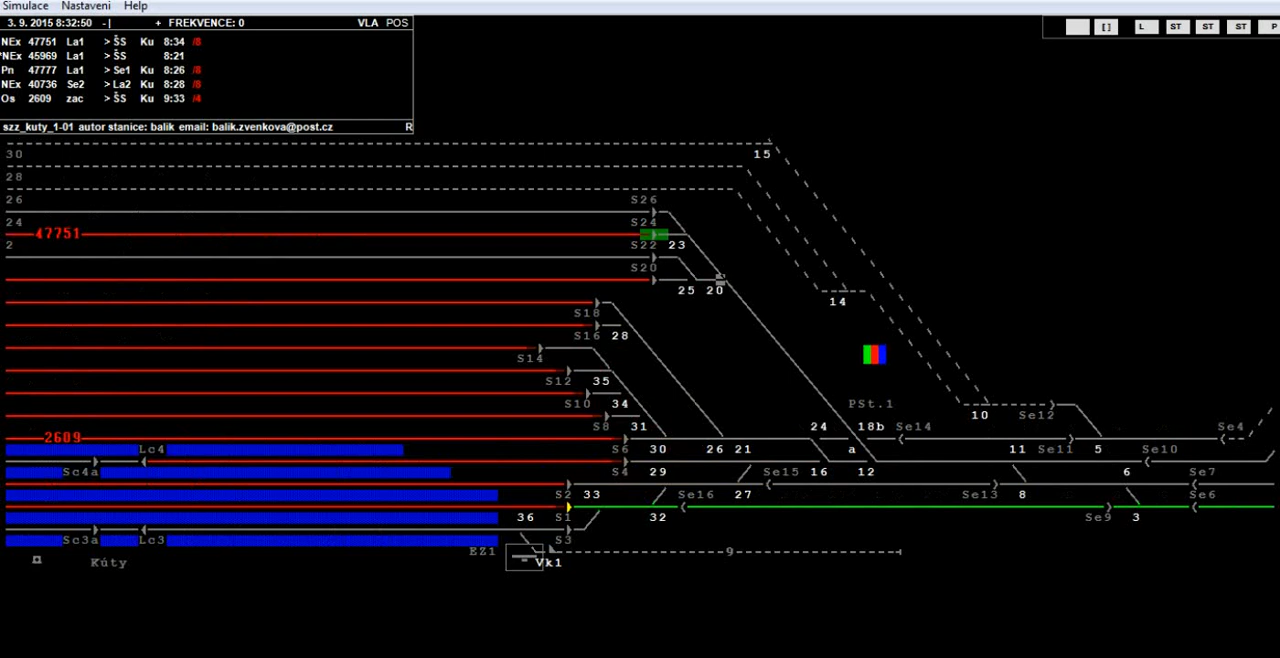 Simulace Nastaveni Help
3. 9. 2015 8:32:50 -| + FREKVENCE: 0 VLA POS
NEx 47751 La1 > ŠS Ku 8:34 /8
*NEx 45969 La1 > ŠS 8:21
Pn 47777 La1 > Se1 Ku 8:26 /8
NEx 40736 Se2 > La2 Ku 8:28 /8
Os 2609 zac > ŠS Ku 9:33 /4
szz_kuty_1-01 autor stanice: balik email: balik.zvenkova@post.cz R
[ ] L ST ST ST P
30 15
28
26 S26
24 S24
47751
2 S22 23
S20
25 20
14
S18
S16 28
S14
S12 35
PSt.1
S10 34
10 Se12
S8 31 24 18b Se14 Se4
2609
Lc4 S6 30 26 21 a 11 Se11 5 Se10
Sc4a S4 29 Se15 16 12 6 Se7
S2 33 Se16 27 Se13 8 Se6
36 S1 32 Se9 3
Sc3a Lc3 S3
EZ1 9
Kúty Vk1